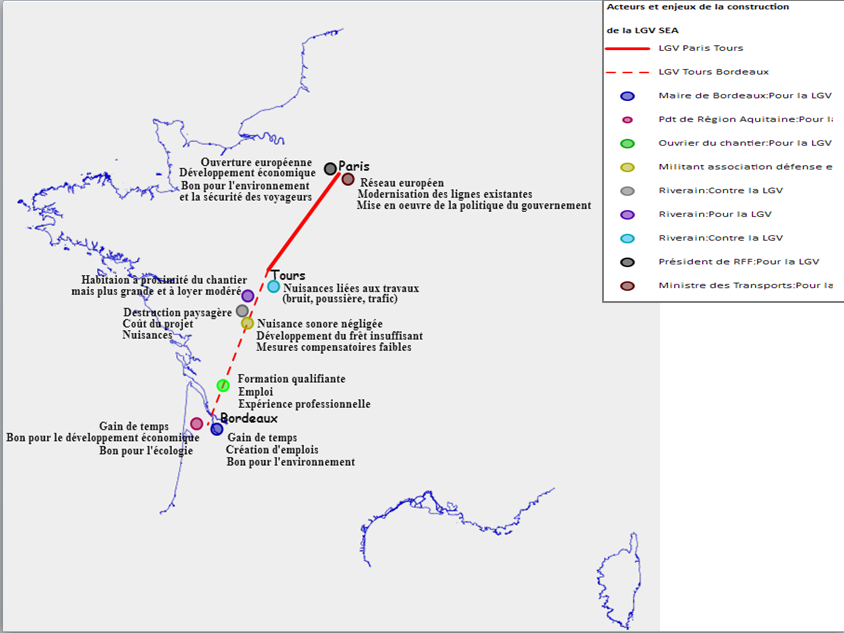 Acteurs et enjeux de la construction
de la LGV SEA
LGV Paris Tours
LGV Tours Bordeaux
Maire de Bordeaux:Pour la LGV
Pdt de Région Aquitaine:Pour
Ouvrier du chantier:Pour la LGV
Militant association défense e
Riverain:Contre la LGV
Riverain:Pour la LGV
Riverain:Contre la LGV
Président de RFF:Pour la LGV
Ministre des Transports:Pour la
Ouverture européenne
Développement économique
Bon pour l'environnement
et la sécurité des voyageurs
Paris
Réseau européen
Modernisation des lignes existantes
Mise en oeuvre de la politique du gouvernement
Tours
Habitaion a proximité du chantier
mais plus grande et à loyer modéré
Nuisances liées aux travaux
(bruit, poussière, trafic)
Destruction paysagère
Coût du projet
Nuisances
Nuisance sonore négligée
Développement du frêt insuffisant
Mesures compensatoires faibles
Formation qualifiante
Emploi
Expérience professionnelle
Bordeaux
Gain de temps
Bon pour le développement économique
Bon pour l'écologie
Gain de temps
Création d'emplois
Bon pour l'environnement